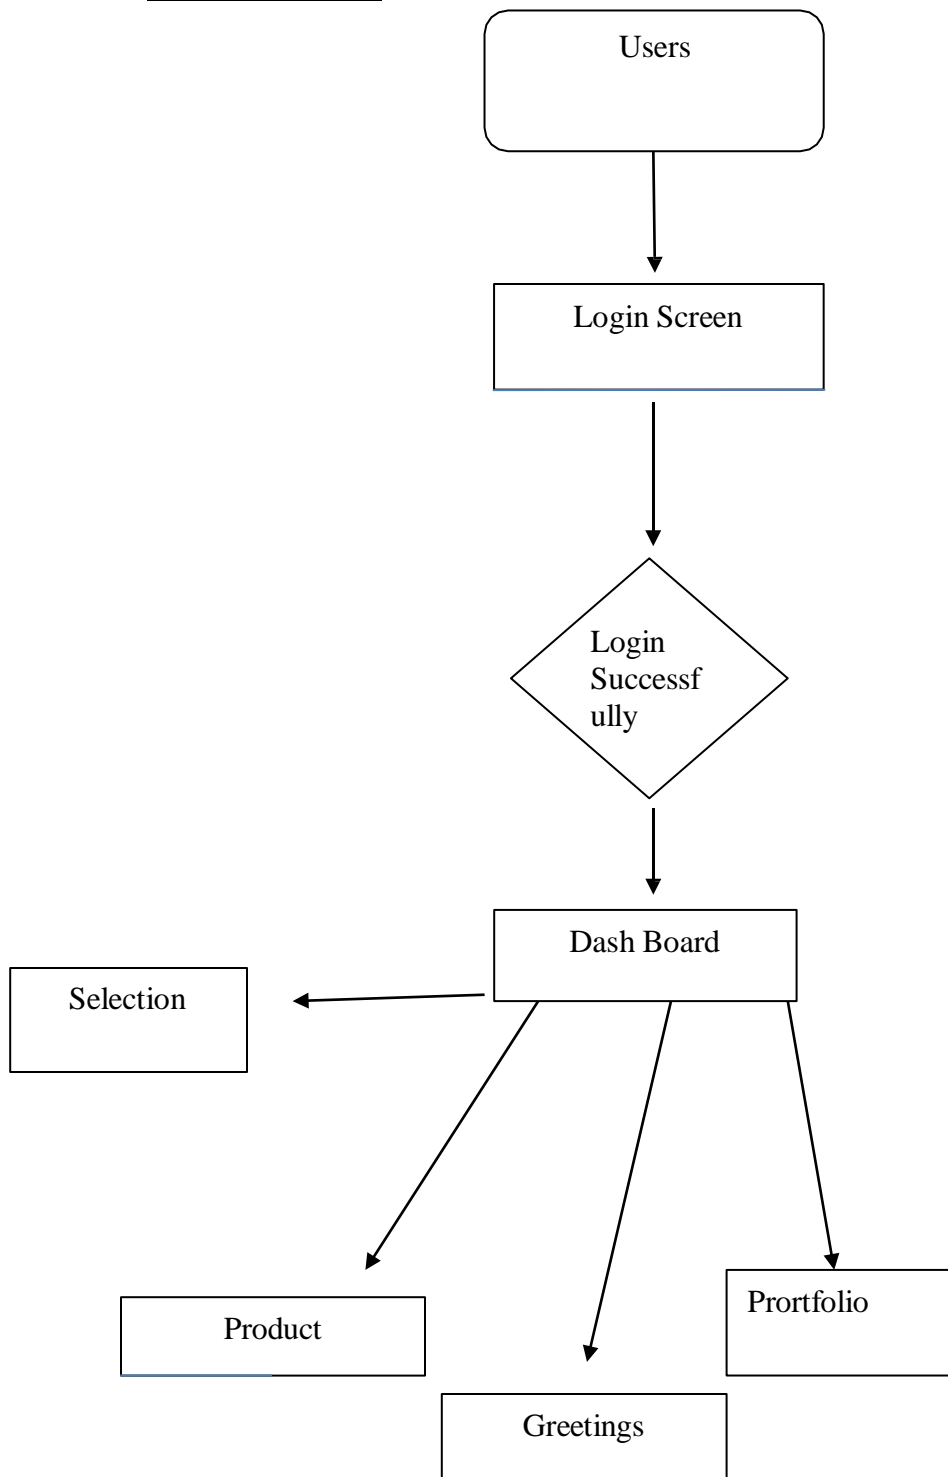 Users
Login Screen
Login
Successf
ully
Dash Board
Selection
Product
Prortfolio
Greetings